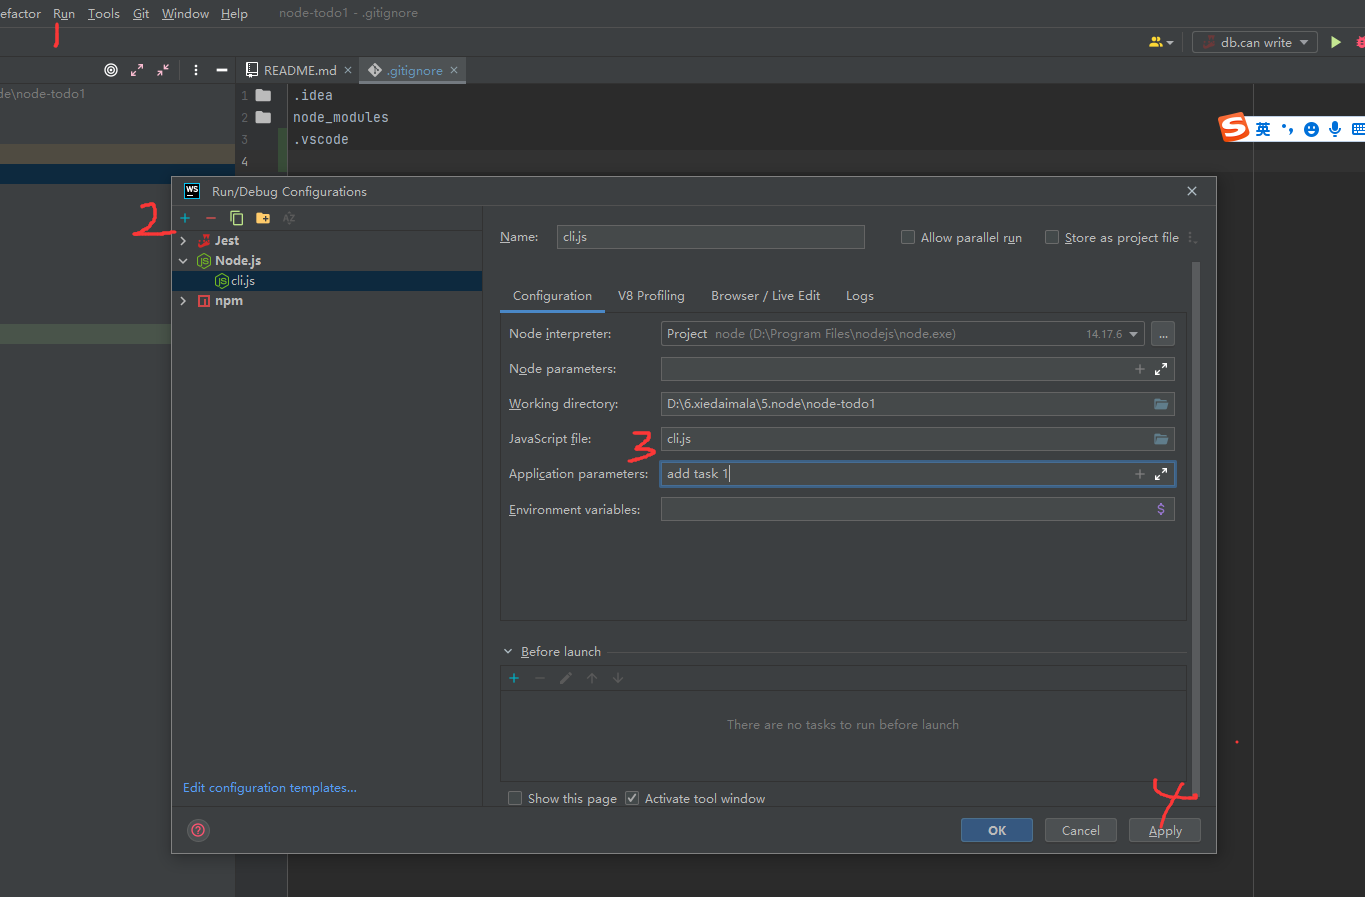 efactor Run Tools Git Window Help node-todo1 - .gitignore
1
db.can write
README.md .gitignore
de\node-todo1
1 .idea
2 node_modules
3 .vscode
4
英
WS Run/Debug Configurations
2
Jest
Node.js
cli.js
npm
Name: cli.js Allow parallel run Store as project file
Configuration V8 Profiling Browser / Live Edit Logs
Node interpreter: Project node (D:\Program Files\nodejs\node.exe) 14.17.6 ...
Node parameters:
Working directory: D:\6.xiedaimala\5.node\node-todo1
JavaScript file: cli.js
3
Application parameters: add task 1
Environment variables: $
Before launch
There are no tasks to run before launch
Edit configuration templates...
Show this page Activate tool window
4
? OK Cancel Apply